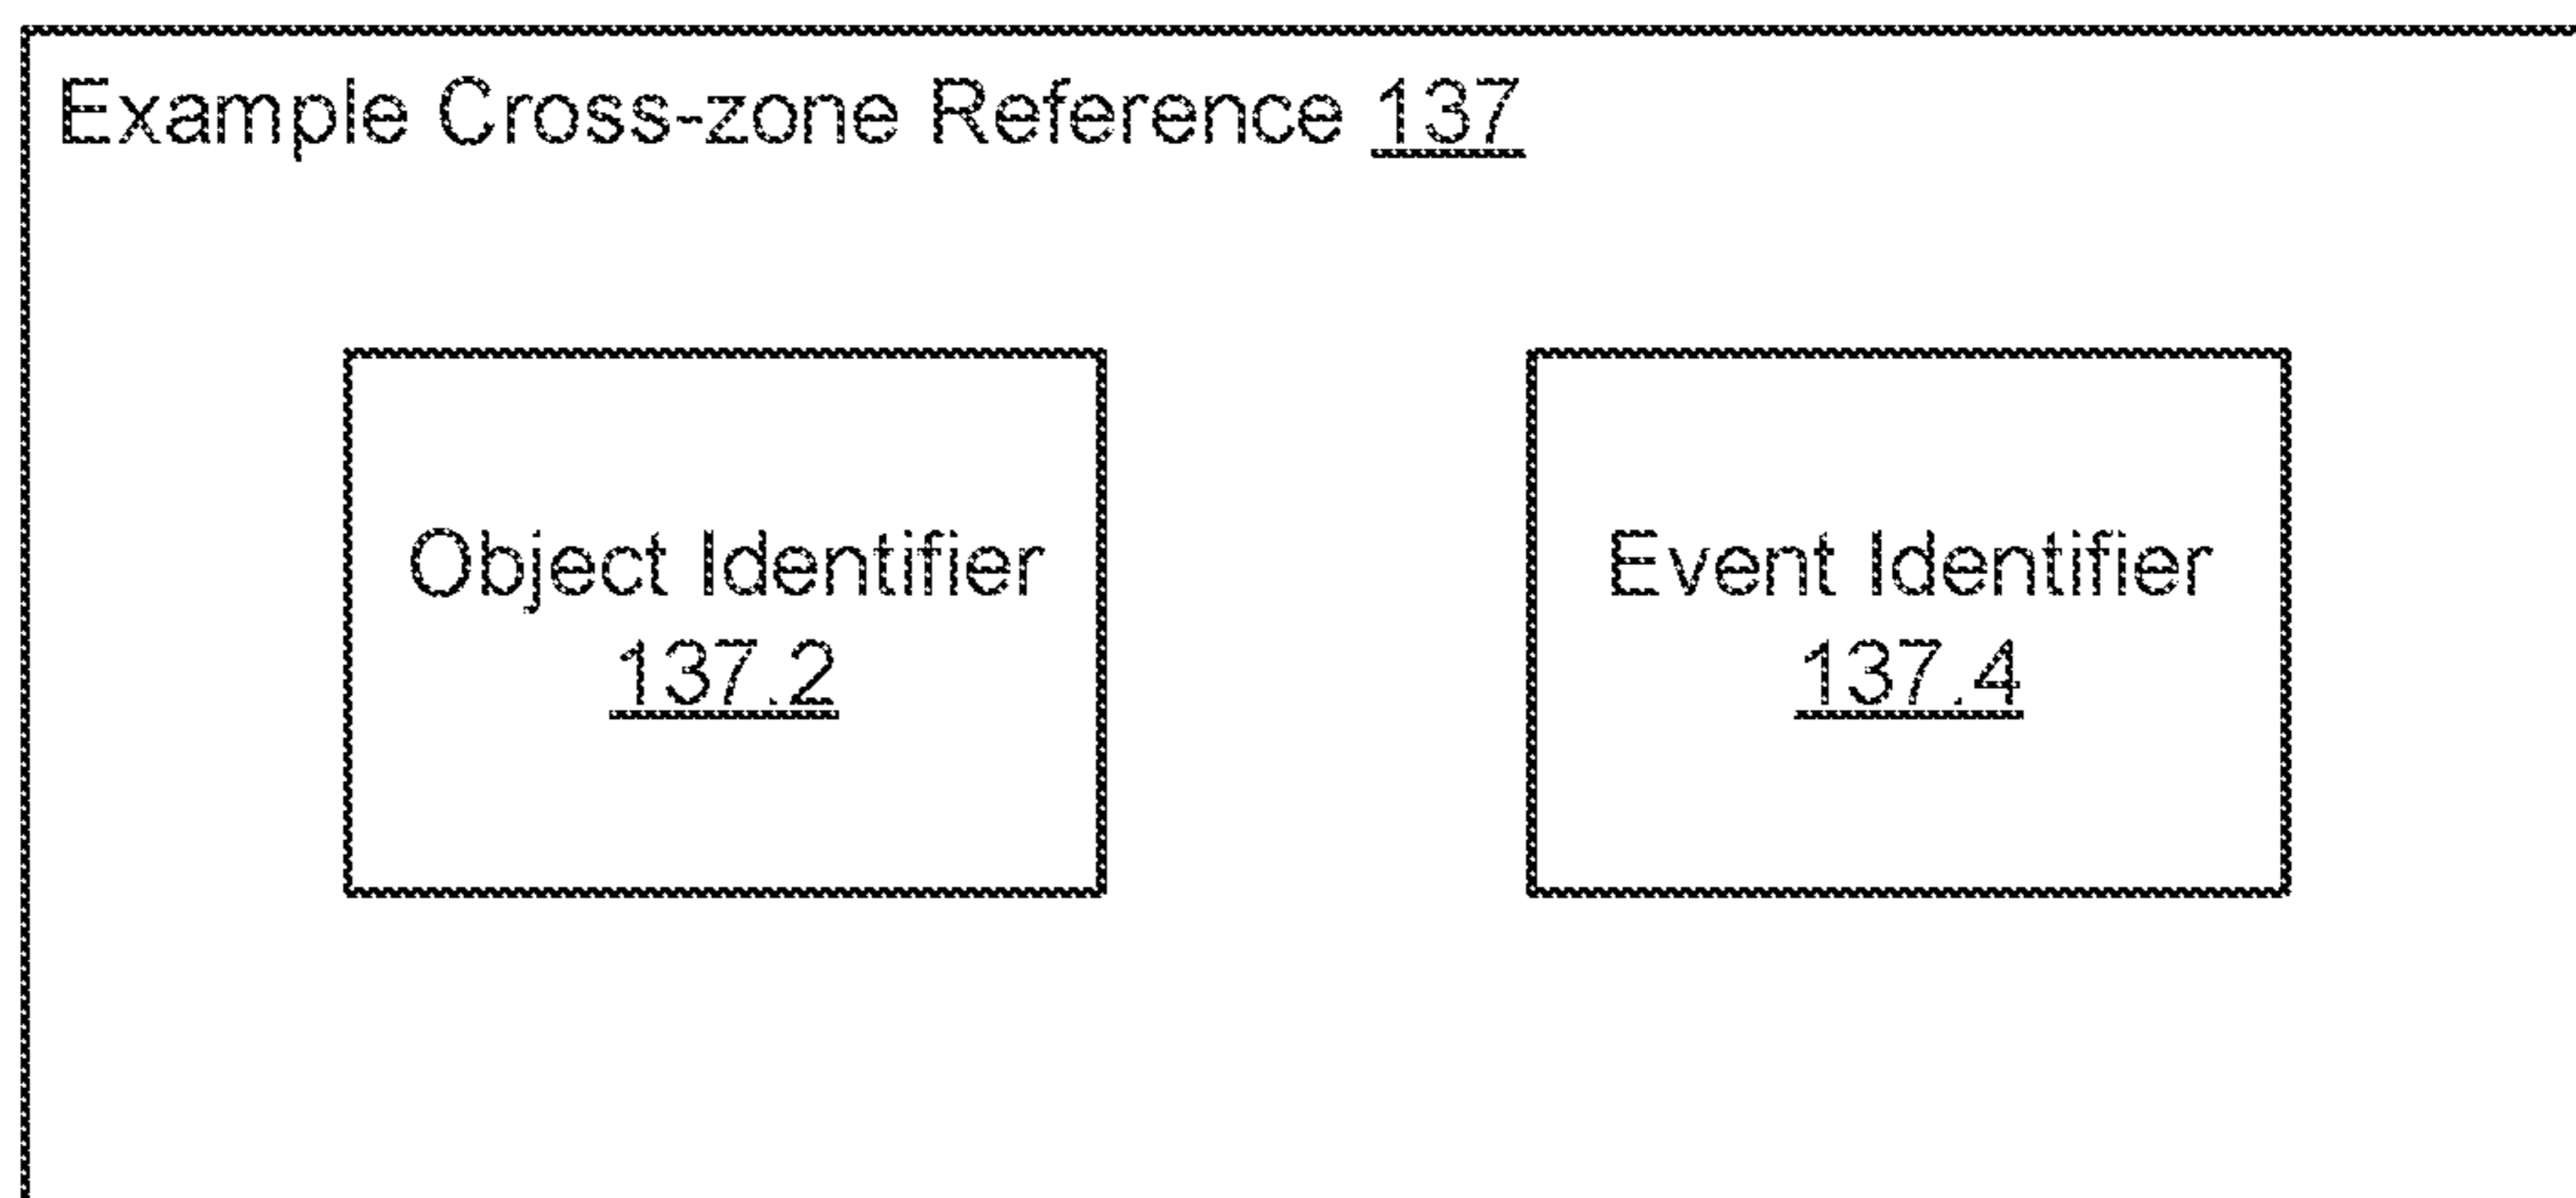 Example Cross-zone Reference 137
Object Identifier
137.2
Event Identifier
137.4